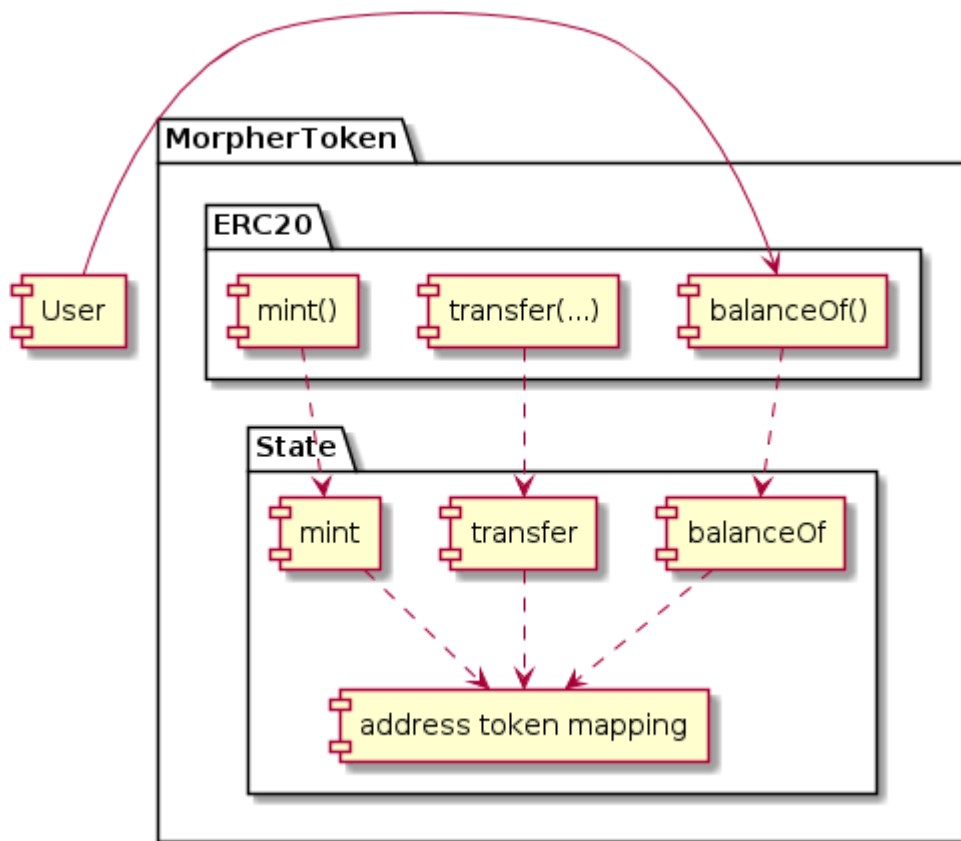 MorpherToken
ERC20
User
mint()
transfer(...)
balanceOf()
State
mint
transfer
balanceOf
address token mapping